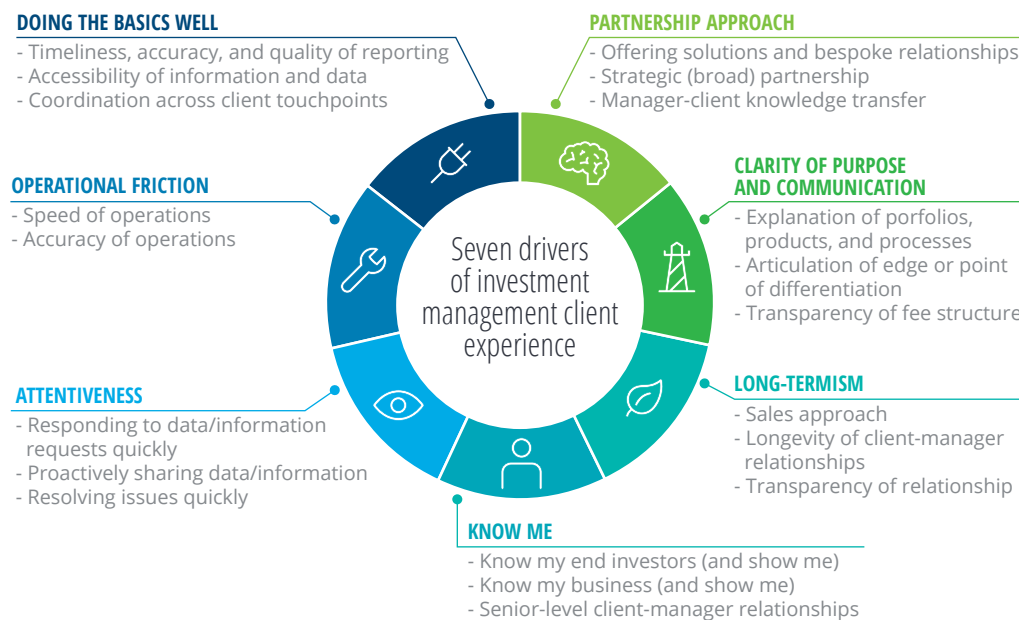 DOING THE BASICS WELL
- Timeliness, accuracy, and quality of reporting
- Accessibility of information and data
- Coordination across client touchpoints
PARTNERSHIP APPROACH
- Offering solutions and bespoke relationships
- Strategic (broad) partnership
- Manager-client knowledge transfer
OPERATIONAL FRICTION
- Speed of operations
- Accuracy of operations
CLARITY OF PURPOSE
AND COMMUNICATION
- Explanation of porfolios,
products, and processes
- Articulation of edge or point
of differentiation
- Transparency of fee structure
Seven drivers
of investment
management client
experience
ATTENTIVENESS
- Responding to data/information
requests quickly
- Proactively sharing data/information
- Resolving issues quickly
LONG-TERMISM
- Sales approach
- Longevity of client-manager
relationships
- Transparency of relationship
KNOW ME
- Know my end investors (and show me)
- Know my business (and show me)
- Senior-level client-manager relationships